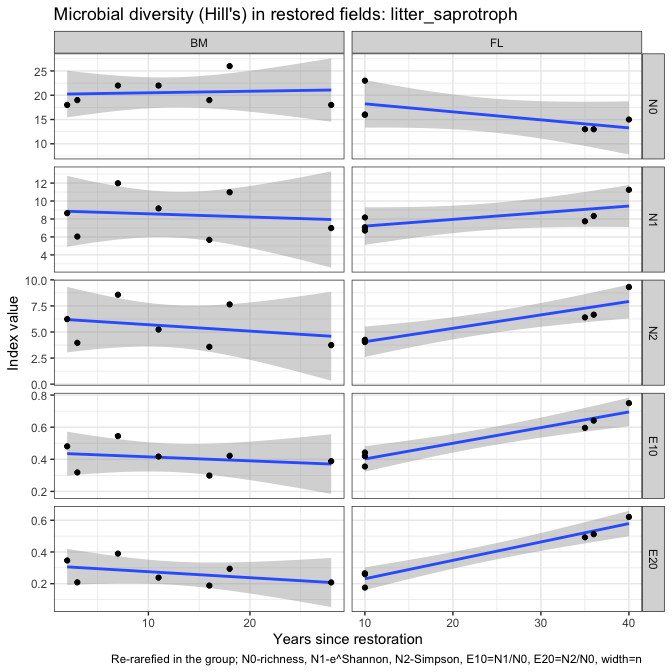 Microbial diversity (Hill's) in restored fields: litter_saprotroph
BM FL
25
20
15
10
N0
12
10
8
6
4
N1
10.0
7.5
5.0
2.5
0.0
N2
0.8
0.6
0.4
0.2
E10
0.6
0.4
0.2
E20
Index value
10 20 10 20 30 40
Years since restoration
Re-rarefied in the group; N0-richness, N1-e^Shannon, N2-Simpson, E10=N1/N0, E20=N2/N0, width=n